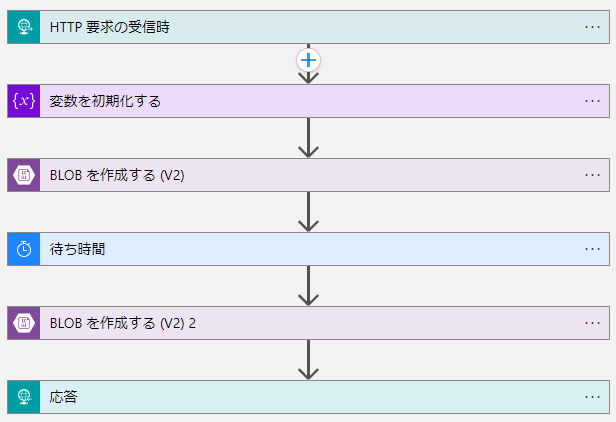 HTTP 要求の受信時
変数を初期化する
BLOB を作成する (V2)
待ち時間
BLOB を作成する (V2) 2
応答